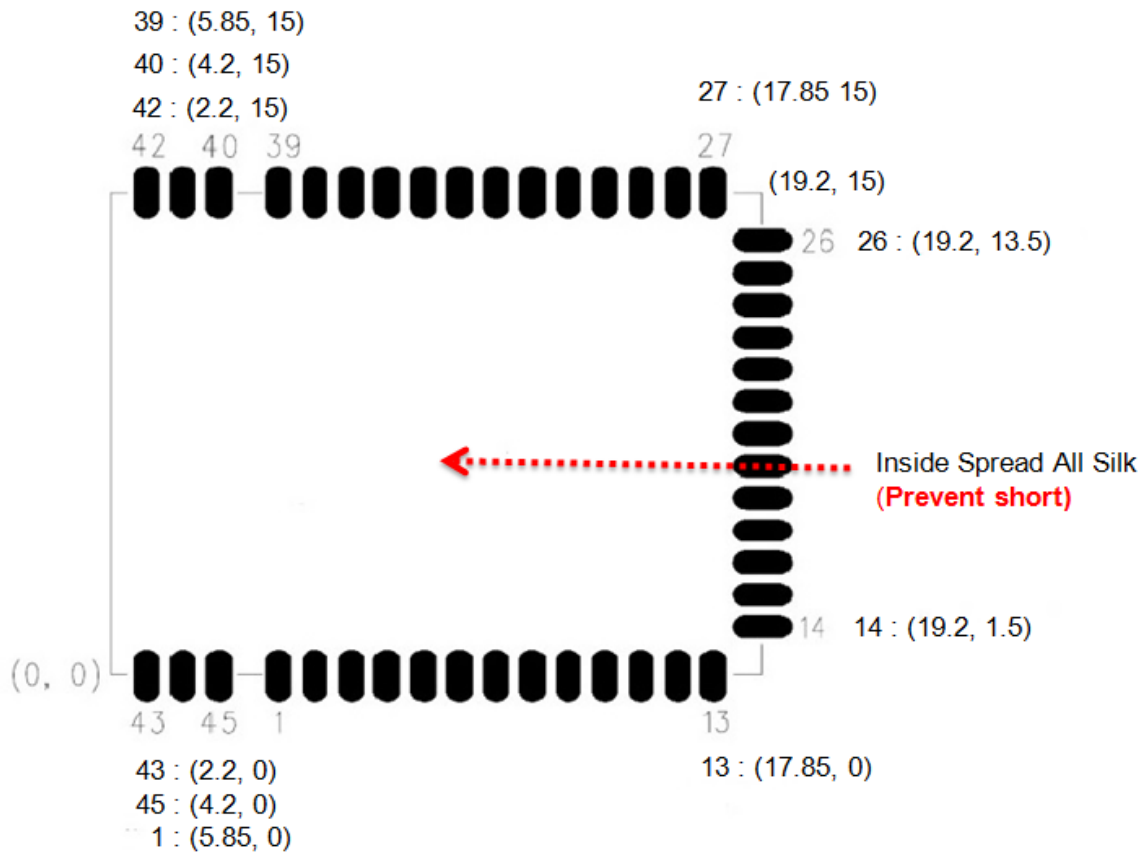 39 : (5.85, 15)
40 : (4.2, 15)
42 : (2.2, 15)
27 : (17.85 15)
42 40 39 27
(19.2, 15)
26 26 : (19.2, 13.5)
Inside Spread All Silk
(Prevent short)
14 14 : (19.2, 1.5)
(0, 0)
43 45 1 13
43 : (2.2, 0)
13 : (17.85, 0)
45 : (4.2, 0)
1 : (5.85, 0)